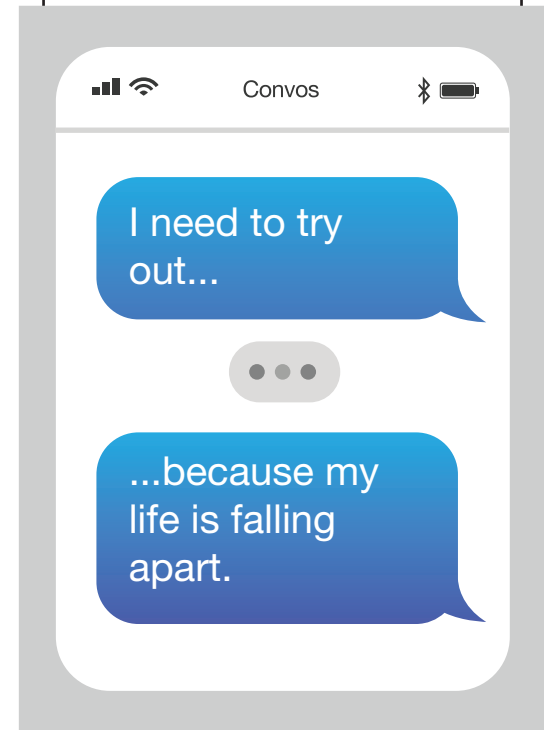 Convos
I need to try
out...
...because my
life is falling
apart.